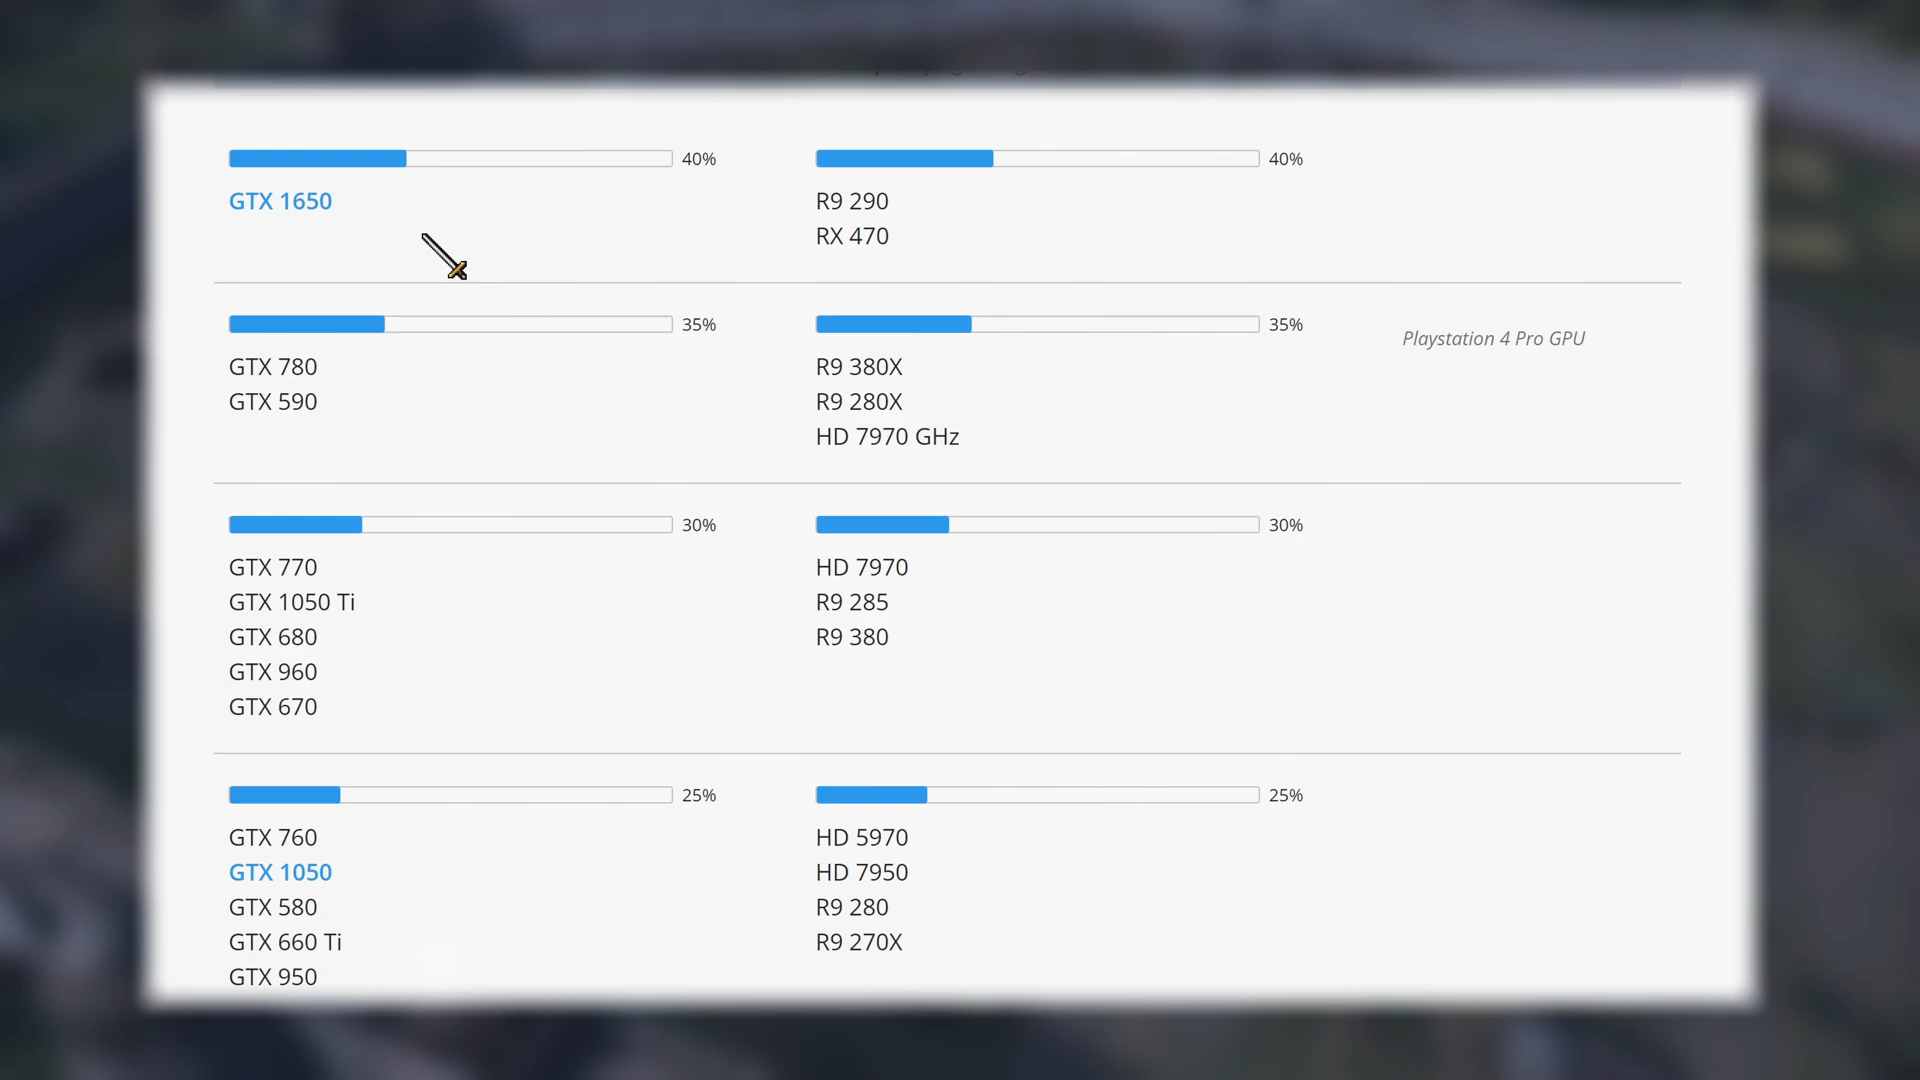 40%
GTX 1650
40%
R9 290
RX 470
35%
GTX 780
GTX 590
35%
R9 380X
R9 280X
HD 7970 GHz
Playstation 4 Pro GPU
30%
GTX 770
GTX 1050 Ti
GTX 680
GTX 960
GTX 670
30%
HD 7970
R9 285
R9 380
25%
GTX 760
GTX 1050
GTX 580
GTX 660 Ti
GTX 950
25%
HD 5970
HD 7950
R9 280
R9 270X